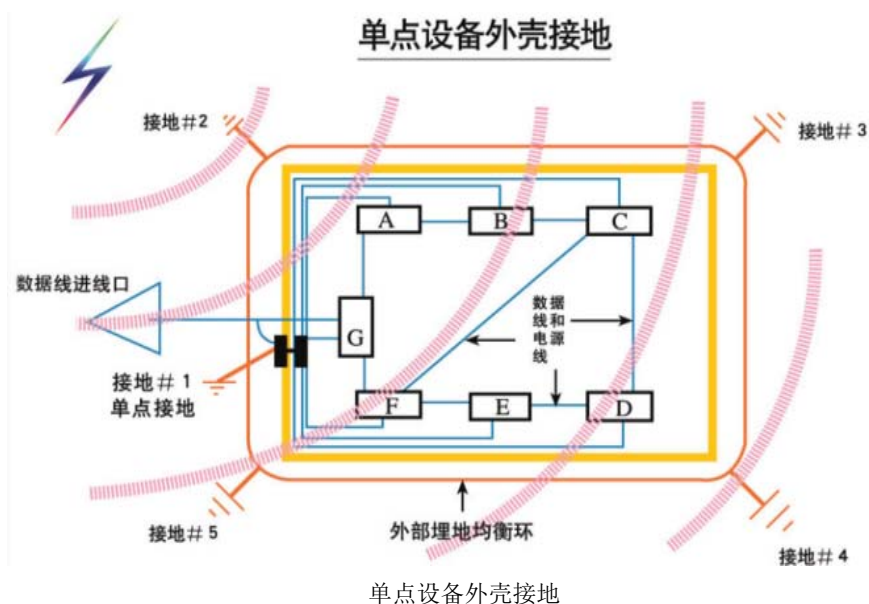 单点设备外壳接地
接地#2
接地# 3
A
B
C
数据线进线口
数据
线和
电源
线
G
接地# 1
单点接地
F
E
D
接地# 5
外部埋地均衡环
接地# 4
单点设备外壳接地